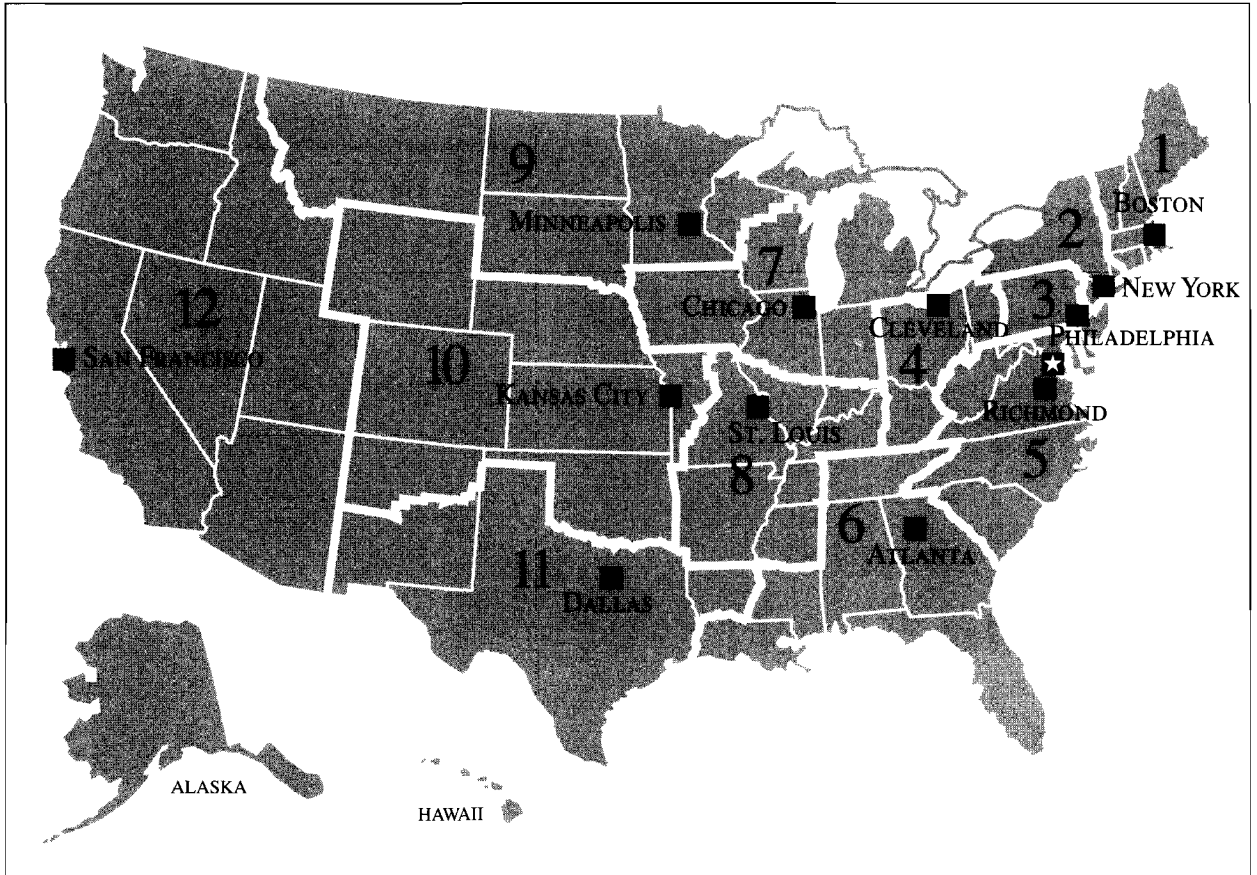 1
BOSTON
9
2
MINNEAPOLIS
7
NEW YORK
12
CHICAGO
3
CLEVELAND
PHILADELPHIA
SAN FRANCISCO
10
4
KANSAS CITY
RICHMOND
ST. LOUIS
5
8
6
ATLANTA
11
DALLAS
ALASKA
HAWAII